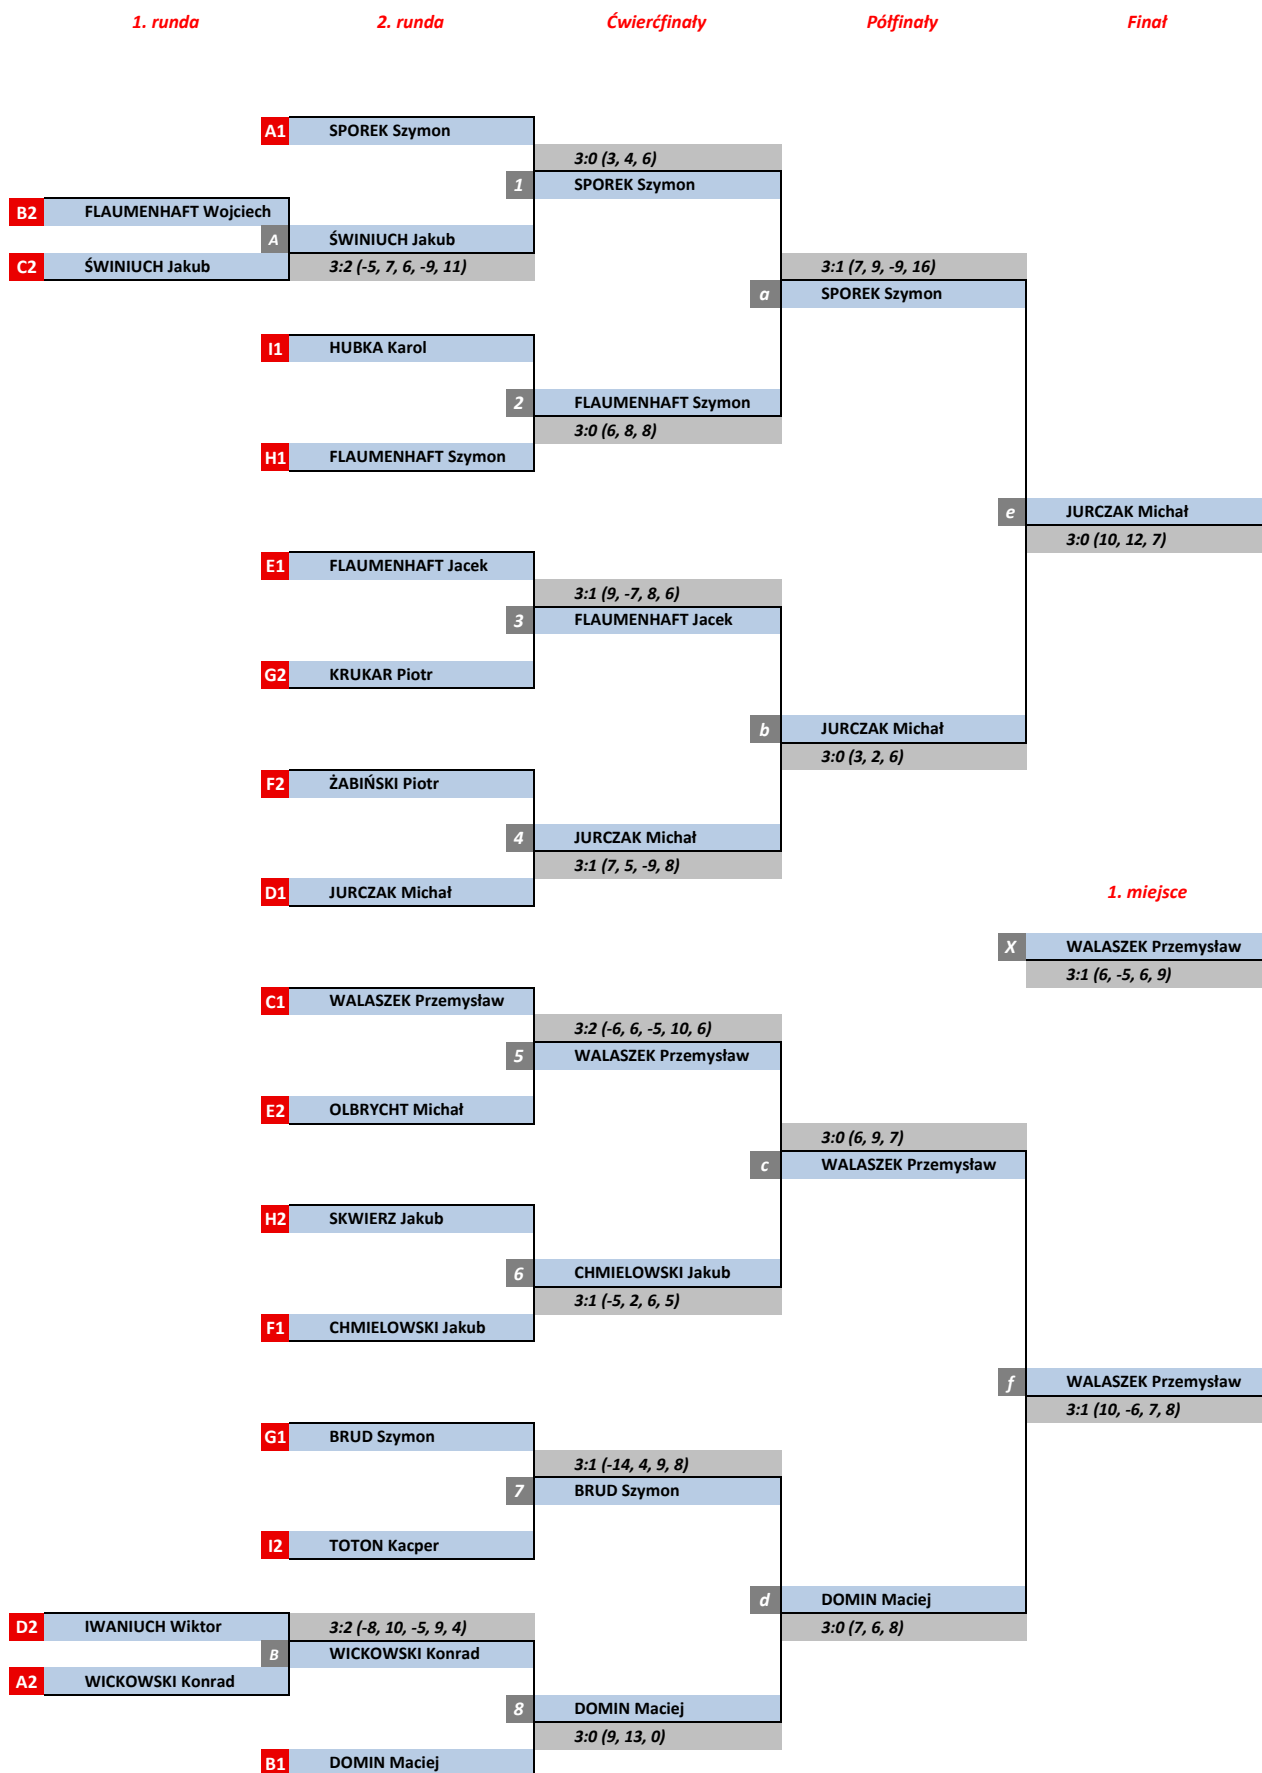 1. runda 2. runda Ćwierćfinały Półfinały Finał
A1 SPOREK Szymon
3:0 (3, 4, 6)
1 SPOREK Szymon
B2 FLAUMENHAFT Wojciech
A ŚWINIUCH Jakub
C2 ŚWINIUCH Jakub 3:2 (-5, 7, 6, -9, 11) 3:1 (7, 9, -9, 16)
a SPOREK Szymon
I1 HUBKA Karol
2 FLAUMENHAFT Szymon
3:0 (6, 8, 8)
H1 FLAUMENHAFT Szymon
e JURCZAK Michał
3:0 (10, 12, 7)
E1 FLAUMENHAFT Jacek
3:1 (9, -7, 8, 6)
3 FLAUMENHAFT Jacek
G2 KRUKAR Piotr
b JURCZAK Michał
3:0 (3, 2, 6)
F2 ŻABIŃSKI Piotr
4 JURCZAK Michał
3:1 (7, 5, -9, 8)
D1 JURCZAK Michał 1. miejsce
X WALASZEK Przemysław
3:1 (6, -5, 6, 9)
C1 WALASZEK Przemysław
3:2 (-6, 6, -5, 10, 6)
5 WALASZEK Przemysław
E2 OLBRYCHT Michał
3:0 (6, 9, 7)
c WALASZEK Przemysław
H2 SKWIERZ Jakub
6 CHMIELOWSKI Jakub
3:1 (-5, 2, 6, 5)
F1 CHMIELOWSKI Jakub
f WALASZEK Przemysław
3:1 (10, -6, 7, 8)
G1 BRUD Szymon
3:1 (-14, 4, 9, 8)
7 BRUD Szymon
I2 TOTON Kacper
d DOMIN Maciej
D2 IWANIUCH Wiktor 3:2 (-8, 10, -5, 9, 4) 3:0 (7, 6, 8)
B WICKOWSKI Konrad
A2 WICKOWSKI Konrad
8 DOMIN Maciej
3:0 (9, 13, 0)
B1 DOMIN Maciej